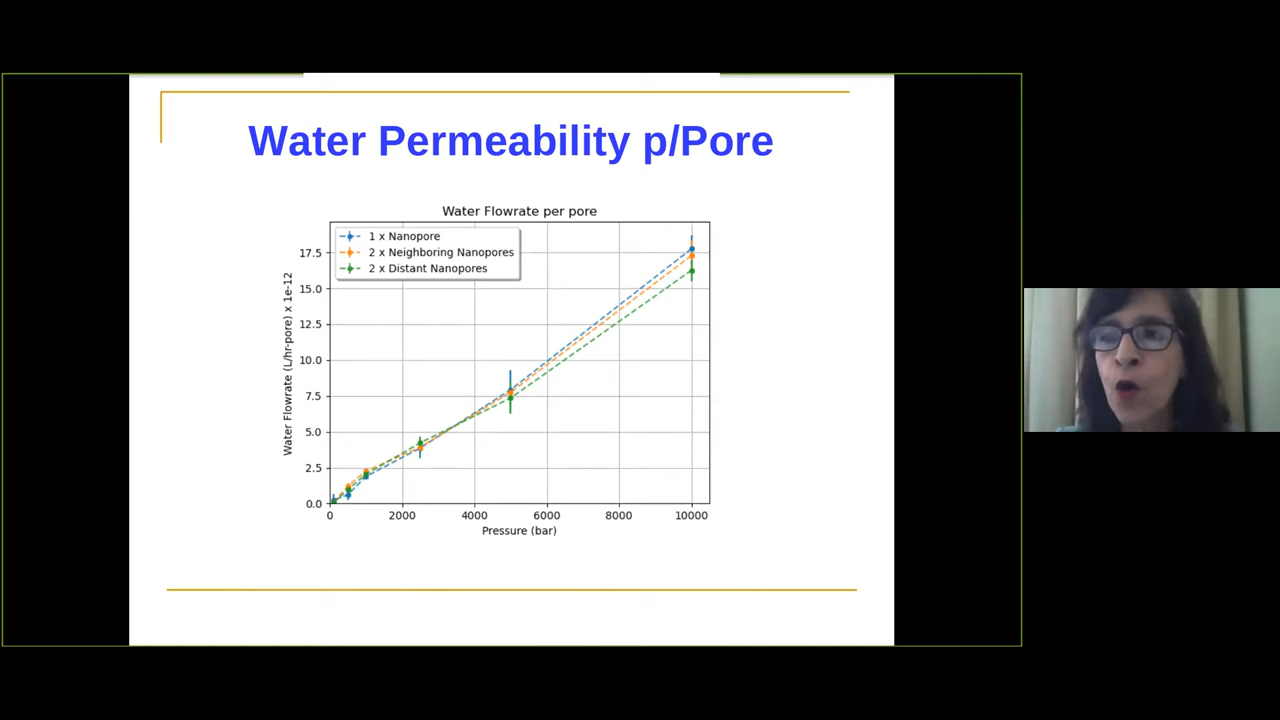 Water Permeability p/Pore
Water Flowrate per pore
1 x Nanopore
2 x Neighboring Nanopores
2 x Distant Nanopores
Water Flowrate (L/hr-pore) x 1e-12
17.5
15.0
12.5
10.0
7.5
5.0
2.5
0.0
0 2000 4000 6000 8000 10000
Pressure (bar)